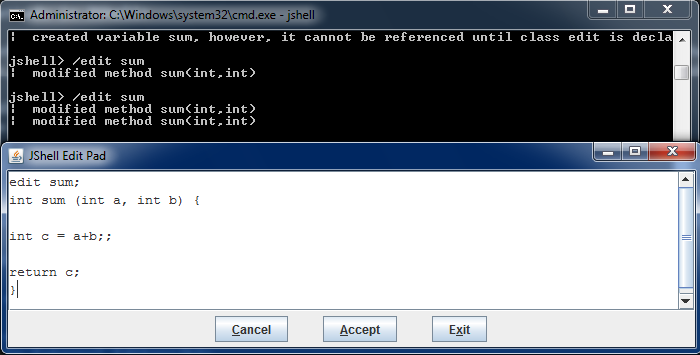 Administrator: C:\Windows\system32\cmd.exe - jshell
|  created variable sum, however, it cannot be referenced until class edit is decla
jshell> /edit sum
|  modified method sum(int,int)
jshell> /edit sum
|  modified method sum(int,int)
|  modified method sum(int,int)
JShell Edit Pad
edit sum;
int sum (int a, int b) {
int c = a+b;;
return c;
}
Cancel Accept Exit